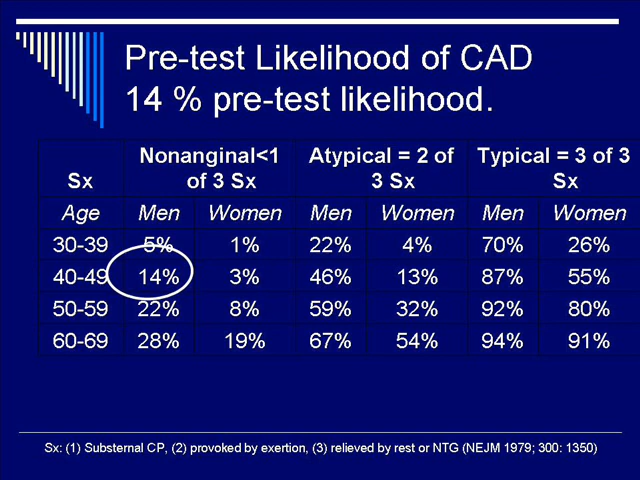 Pre-test Likelihood of CAD
14 % pre-test likelihood.
Sx Nonanginal<1 of 3 Sx Atypical = 2 of 3 Sx Typical = 3 of 3 Sx
Age Men Women Men Women Men Women
30-39 5% 1% 22% 4% 70% 26%
40-49 14% 3% 46% 13% 87% 55%
50-59 22% 8% 59% 32% 92% 80%
60-69 28% 19% 67% 54% 94% 91%
Sx: (1) Substernal CP, (2) provoked by exertion, (3) relieved by rest or NTG (NEJM 1979; 300: 1350)